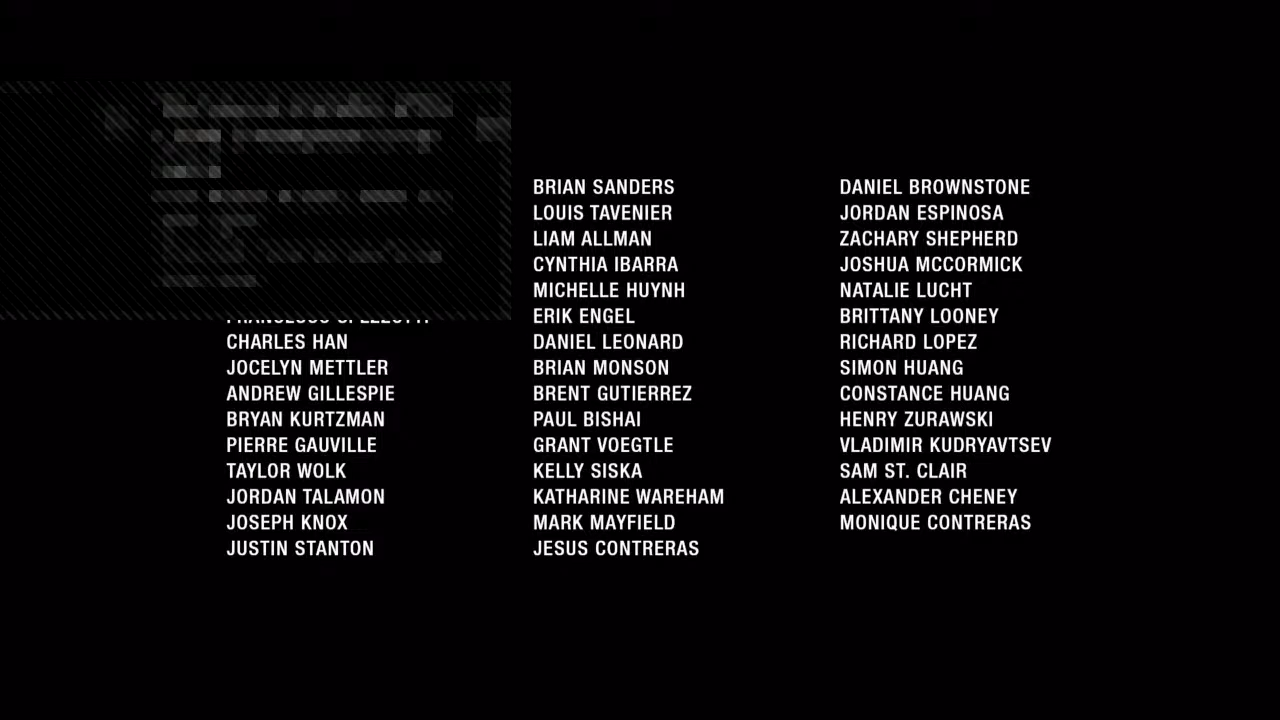 CHARLES HAN
JOCELYN METTLER
ANDREW GILLESPIE
BRYAN KURTZMAN
PIERRE GAUVILLE
TAYLOR WOLK
JORDAN TALAMON
JOSEPH KNOX
JUSTIN STANTON
BRIAN SANDERS
LOUIS TAVENIER
LIAM ALLMAN
CYNTHIA IBARRA
MICHELLE HUYNH
ERIK ENGEL
DANIEL LEONARD
BRIAN MONSON
BRENT GUTIERREZ
PAUL BISHAI
GRANT VOEGTLE
KELLY SISKA
KATHARINE WAREHAM
MARK MAYFIELD
JESUS CONTRERAS
DANIEL BROWNSTONE
JORDAN ESPINOSA
ZACHARY SHEPHERD
JOSHUA MCCORMICK
NATALIE LUCHT
BRITTANY LOONEY
RICHARD LOPEZ
SIMON HUANG
CONSTANCE HUANG
HENRY ZURAWSKI
VLADIMIR KUDRYAVTSEV
SAM ST. CLAIR
ALEXANDER CHENEY
MONIQUE CONTRERAS